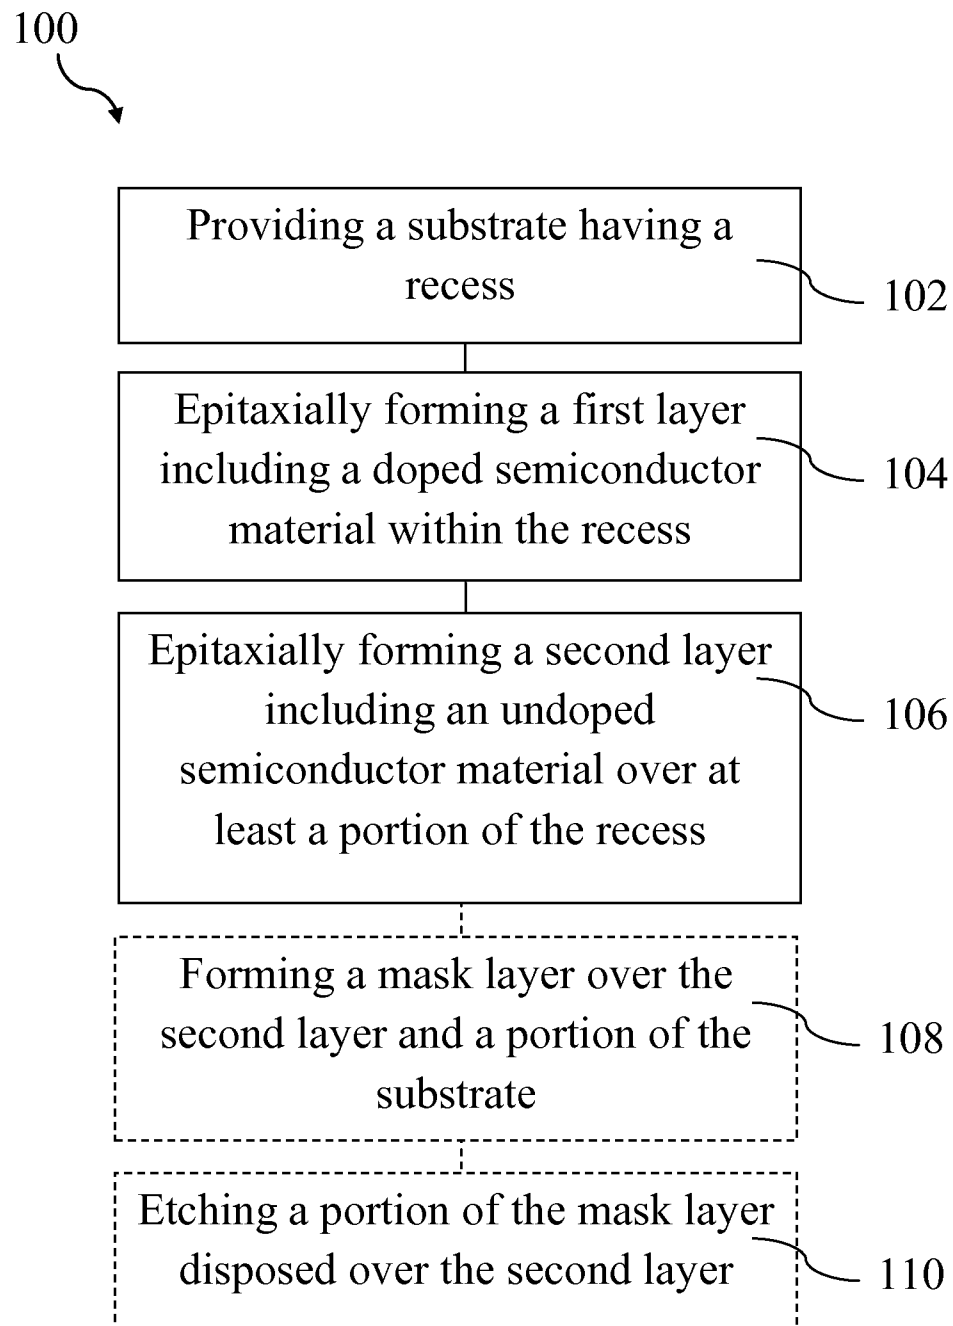 100
Providing a substrate having a
recess
102
Epitaxially forming a first layer
including a doped semiconductor
material within the recess
104
Epitaxially forming a second layer
including an undoped
semiconductor material over at
least a portion of the recess
106
Forming a mask layer over the
second layer and a portion of the
substrate
108
Etching a portion of the mask layer
disposed over the second layer
110